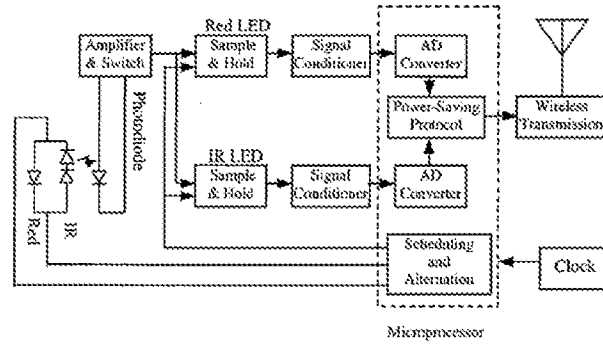 Red LED
Amplifier
& Switch
Sample
& Hold
Signal
Conditioner
AD
Converter
Photodiode
Power-Saving
Protocol
Wireless
Transmission
IR LED
Sample
& Hold
Signal
Conditioner
AD
Converter
Red
IR
Scheduling
and
Alternation
Clock
Microprocessor